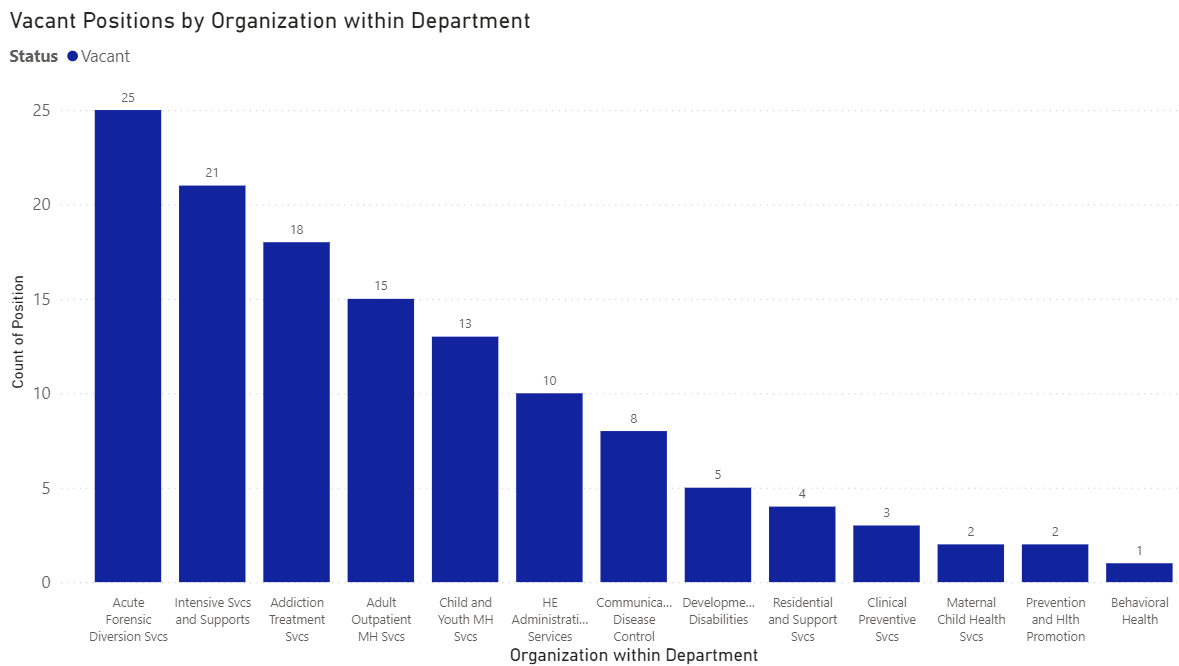 Vacant Positions by Organization within Department
Status Vacant
Count of Position
25
20
15
10
5
0
25
21
18
15
13
10
8
5
4
3
2
2
1
Acute
Forensic
Diversion Svcs
Intensive Svcs
and Supports
Addiction
Treatment
Svcs
Adult
Outpatient
MH Svcs
Child and
Youth MH
Svcs
HE
Administrati...
Services
Communica...
Disease
Control
Developme...
Disabilities
Residential
and Support
Svcs
Clinical
Preventive
Svcs
Maternal
Child Health
Svcs
Prevention
and Hlth
Promotion
Behavioral
Health
Organization within Department